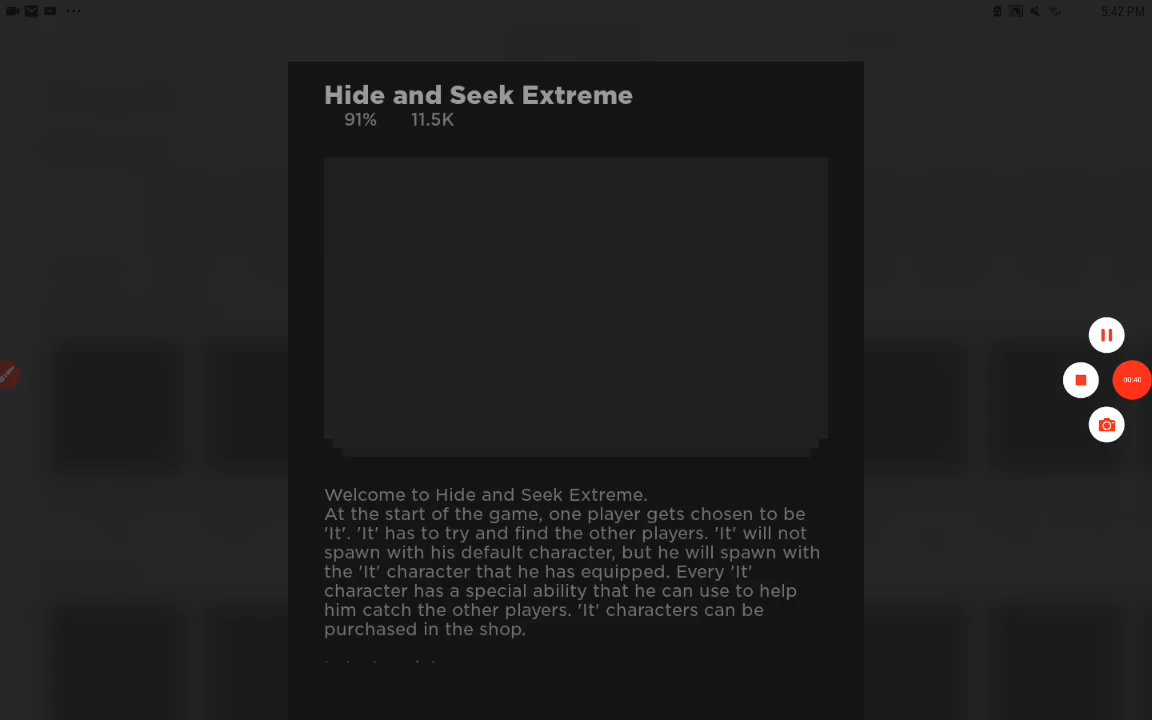 5:42 PM
Hide and Seek Extreme
91% 11.5K
00:40
Welcome to Hide and Seek Extreme.
At the start of the game, one player gets chosen to be
'It'. 'It' has to try and find the other players. 'It' will not
spawn with his default character, but he will spawn with
the 'It' character that he has equipped. Every 'It'
character has a special ability that he can use to help
him catch the other players. 'It' characters can be
purchased in the shop.